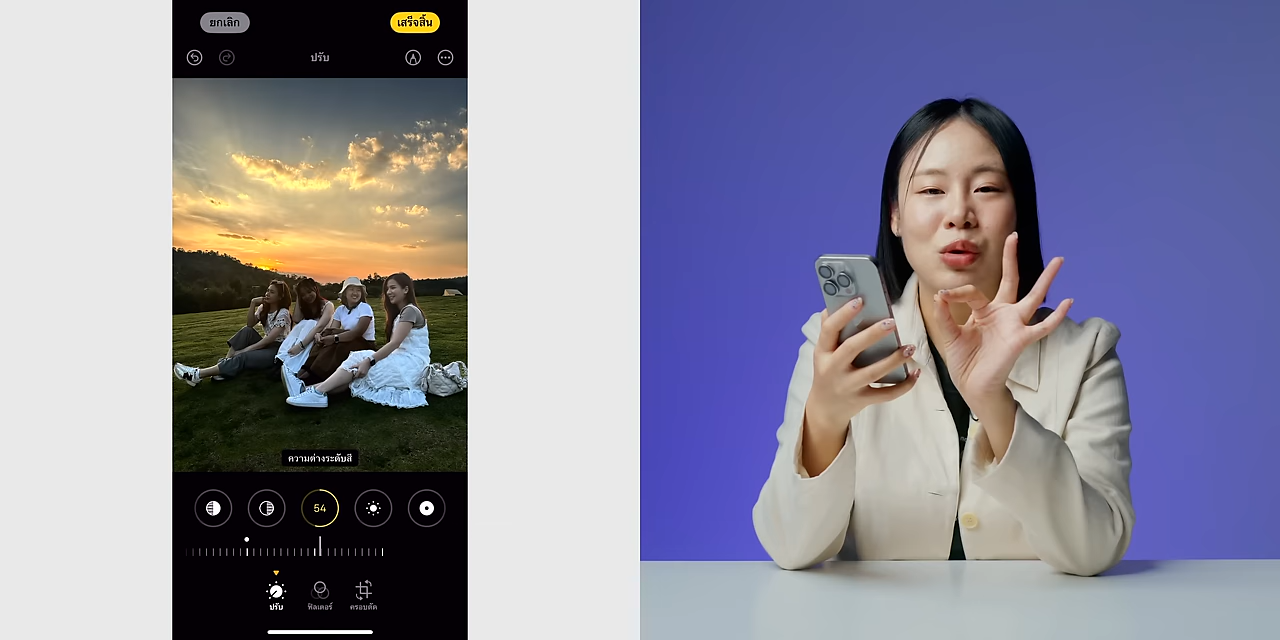 ยกเลิก
เสร็จสิ้น
ปรับ
ความต่างระดับสี
54
ปรับ
ฟิลเตอร์
ครอบตัด